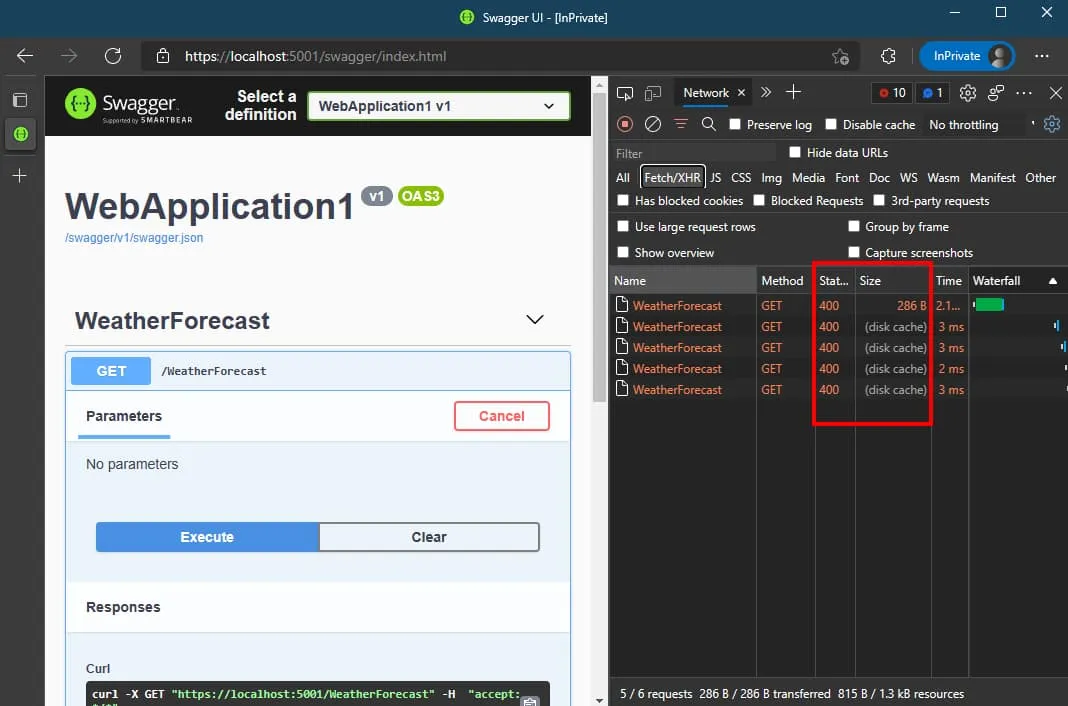 Swagger UI - [InPrivate]
https://localhost:5001/swagger/index.html
InPrivate
Swagger
Supported by SMARTBEAR
Select a
definition
WebApplication1 v1
WebApplication1 v1 OAS3
/swagger/v1/swagger.json
WeatherForecast
GET /WeatherForecast
Parameters
Cancel
No parameters
Execute
Clear
Responses
Curl
curl -X GET "https://localhost:5001/WeatherForecast" -H "accept:
Network
10
1
Preserve log
Disable cache
No throttling
Filter
Hide data URLs
All Fetch/XHR JS CSS Img Media Font Doc WS Wasm Manifest Other
Has blocked cookies Blocked Requests 3rd-party requests
Use large request rows Group by frame
Show overview Capture screenshots
Name Method Stat... Size Time Waterfall
WeatherForecast GET 400 286 B 2.1...
WeatherForecast GET 400 (disk cache) 3 ms
WeatherForecast GET 400 (disk cache) 3 ms
WeatherForecast GET 400 (disk cache) 2 ms
WeatherForecast GET 400 (disk cache) 3 ms
5 / 6 requests 286 B / 286 B transferred 815 B / 1.3 kB resources